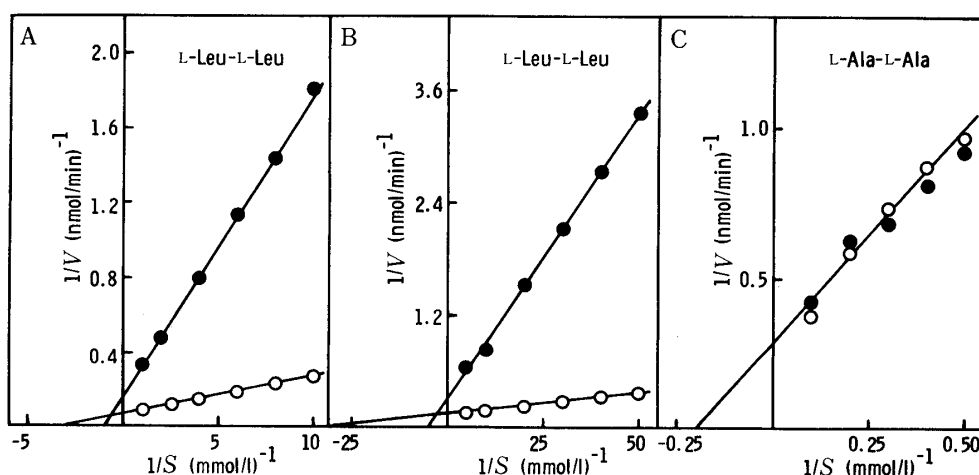 A
L-Leu-L-Leu
2.0
1.6
1.2
0.8
0.4
1/V (nmol/min)⁻¹
-5
5
10
1/S (mmol/l)⁻¹
B
L-Leu-L-Leu
3.6
2.4
1.2
1/V (nmol/min)⁻¹
-25
25
50
1/S (mmol/l)⁻¹
C
L-Ala-L-Ala
1.0
0.5
1/V (nmol/min)⁻¹
-0.25
0.25
0.50
1/S (mmol/l)⁻¹